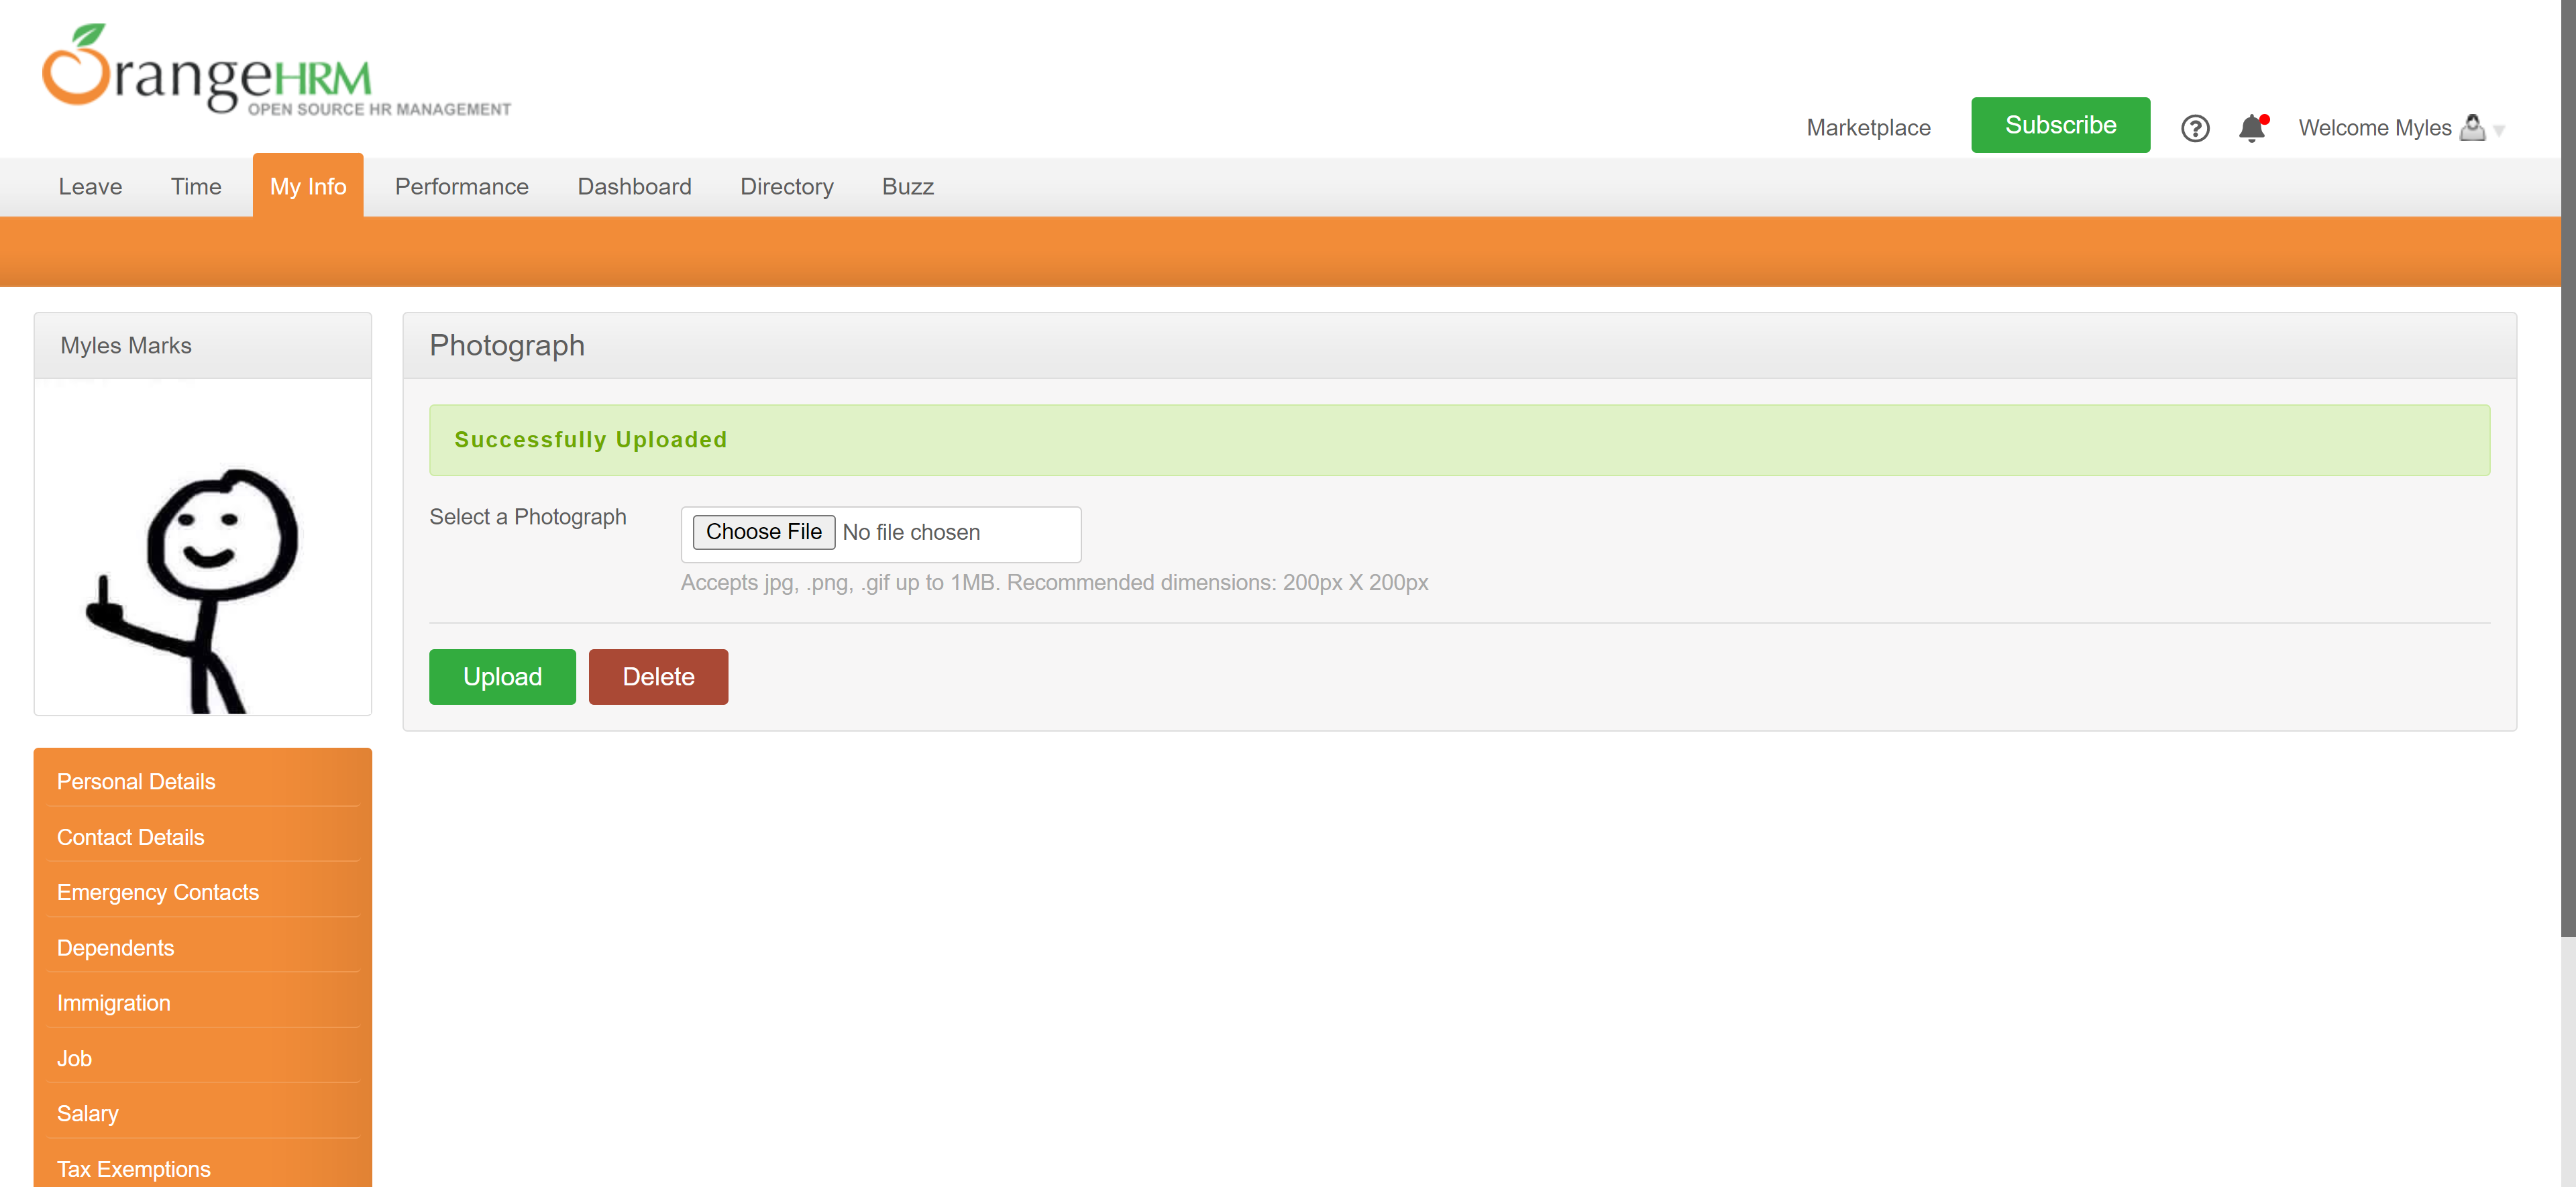 OrangeHRM
OPEN SOURCE HR MANAGEMENT
Marketplace
Subscribe
?
Welcome Myles
Leave
Time
My Info
Performance
Dashboard
Directory
Buzz
Myles Marks
Photograph
Successfully Uploaded
Select a Photograph
Choose File No file chosen
Accepts jpg, .png, .gif up to 1MB. Recommended dimensions: 200px X 200px
Upload
Delete
Personal Details
Contact Details
Emergency Contacts
Dependents
Immigration
Job
Salary
Tax Exemptions